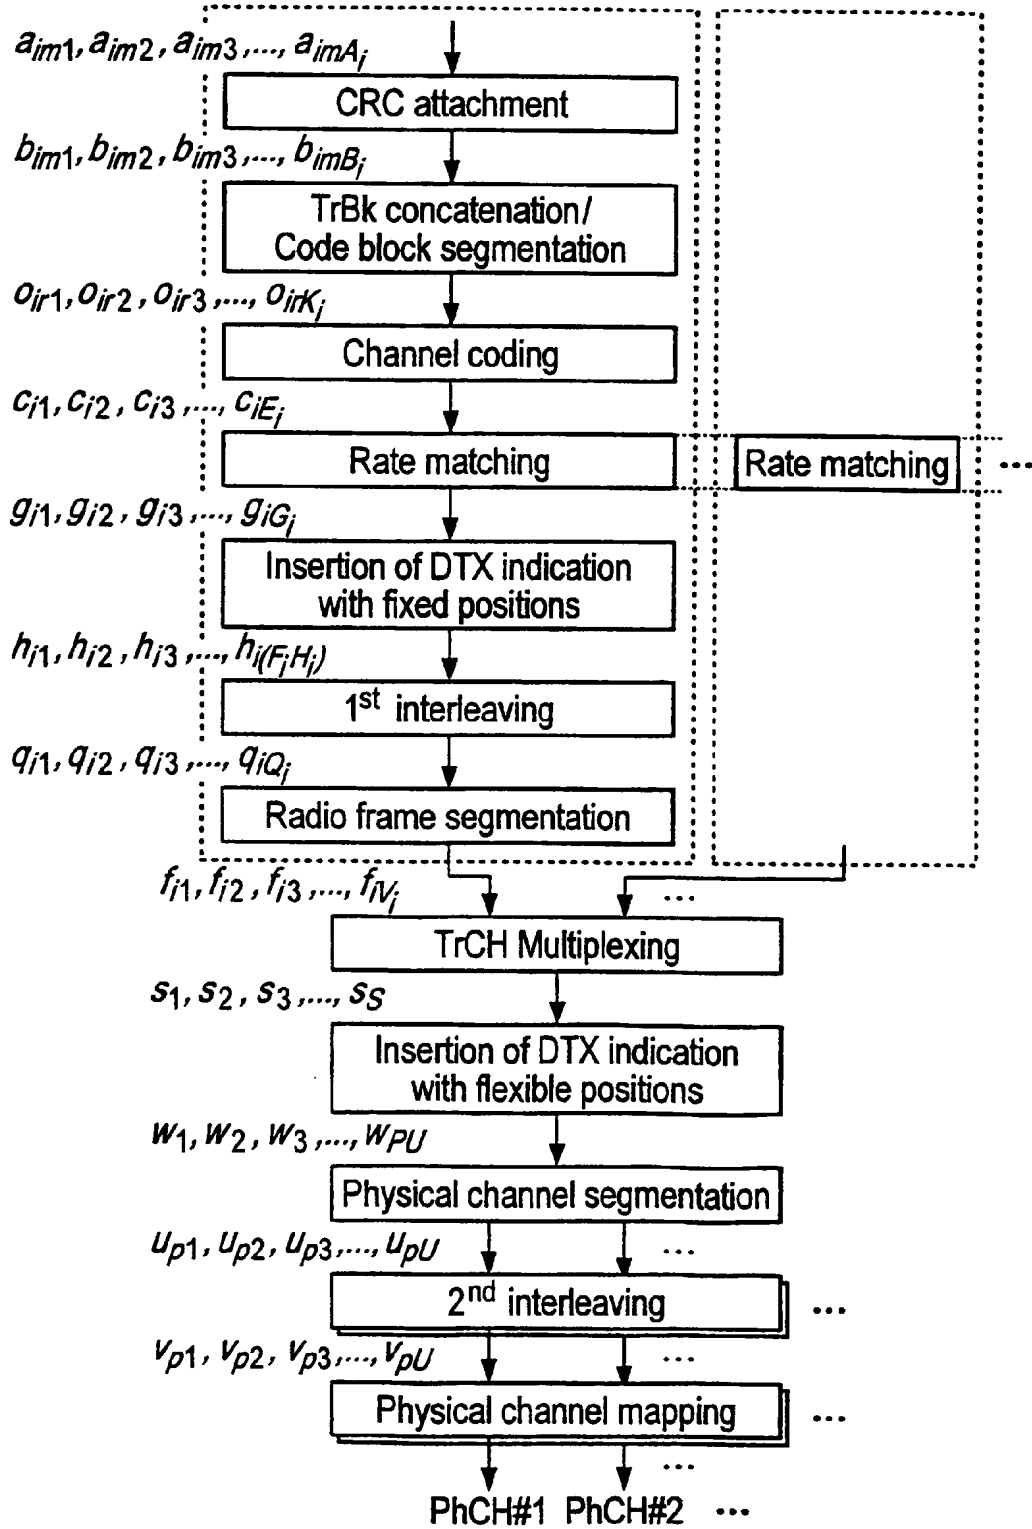 a_im1, a_im2, a_im3,..., a_imA_i
CRC attachment
b_im1, b_im2, b_im3,..., b_imB_i
TrBk concatenation/
Code block segmentation
o_ir1, o_ir2, o_ir3,..., o_irK_i
Channel coding
c_i1, c_i2, c_i3,..., c_iE_i
Rate matching
Rate matching ...
g_i1, g_i2, g_i3,..., g_iG_i
Insertion of DTX indication
with fixed positions
h_i1, h_i2, h_i3,..., h_i(F_iH_i)
1st interleaving
q_i1, q_i2, q_i3,..., q_iQ_i
Radio frame segmentation
f_i1, f_i2, f_i3,..., f_iV_i
...
TrCH Multiplexing
s_1, s_2, s_3,..., s_S
Insertion of DTX indication
with flexible positions
w_1, w_2, w_3,..., w_PU
Physical channel segmentation
u_p1, u_p2, u_p3,..., u_pU
...
2nd interleaving ...
v_p1, v_p2, v_p3,..., v_pU
...
Physical channel mapping ...
...
PhCH#1 PhCH#2 ...